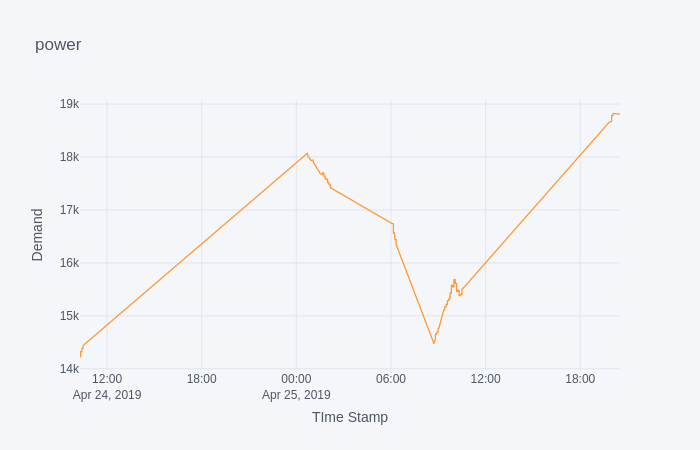 power
19k
18k
17k
16k
15k
14k
Demand
12:00
18:00
00:00
06:00
12:00
18:00
Apr 24, 2019
Apr 25, 2019
TIme Stamp